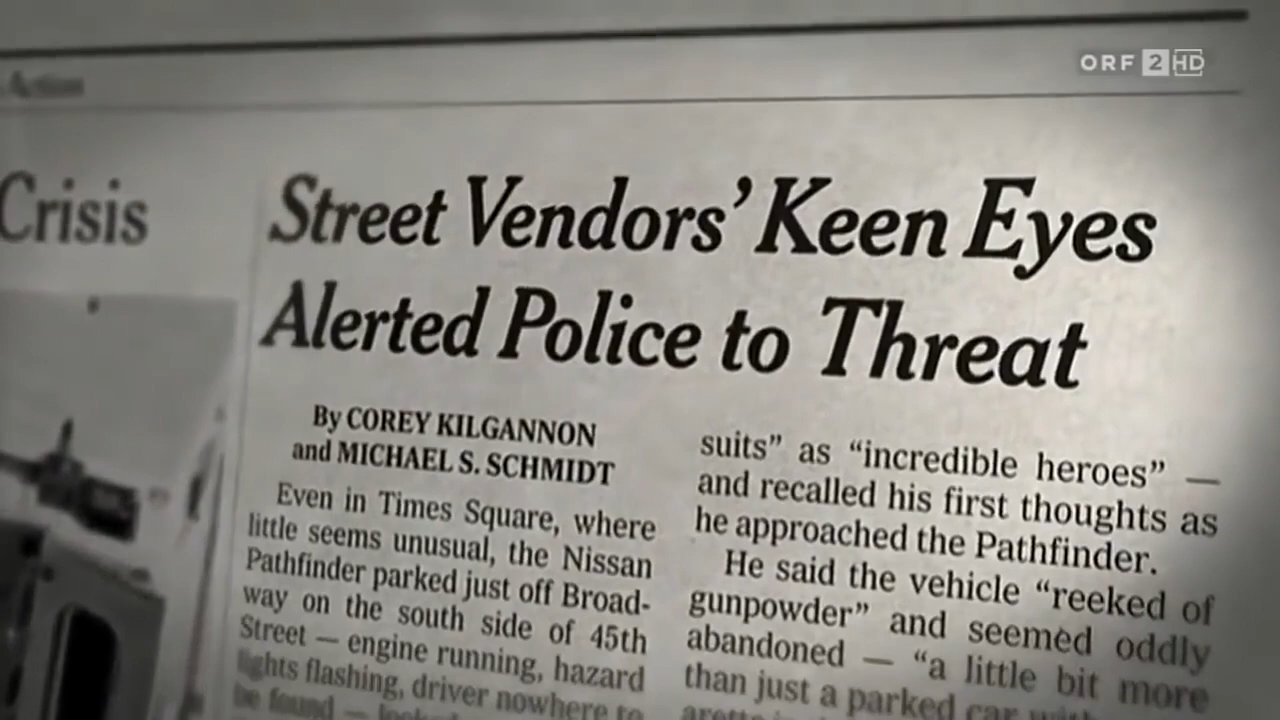 ORF 2 HD
Action
Crisis
Street Vendors’ Keen Eyes
Alerted Police to Threat
By COREY KILGANNON
and MICHAEL S. SCHMIDT
Even in Times Square, where
little seems unusual, the Nissan
Pathfinder parked just off Broad-
way on the south side of 45th
Street — engine running, hazard
lights flashing, driver nowhere to
be found —
suits” as “incredible heroes” —
and recalled his first thoughts as
he approached the Pathfinder.
He said the vehicle “reeked of
gunpowder” and seemed oddly
abandoned — “a little bit more
than just a parked car with